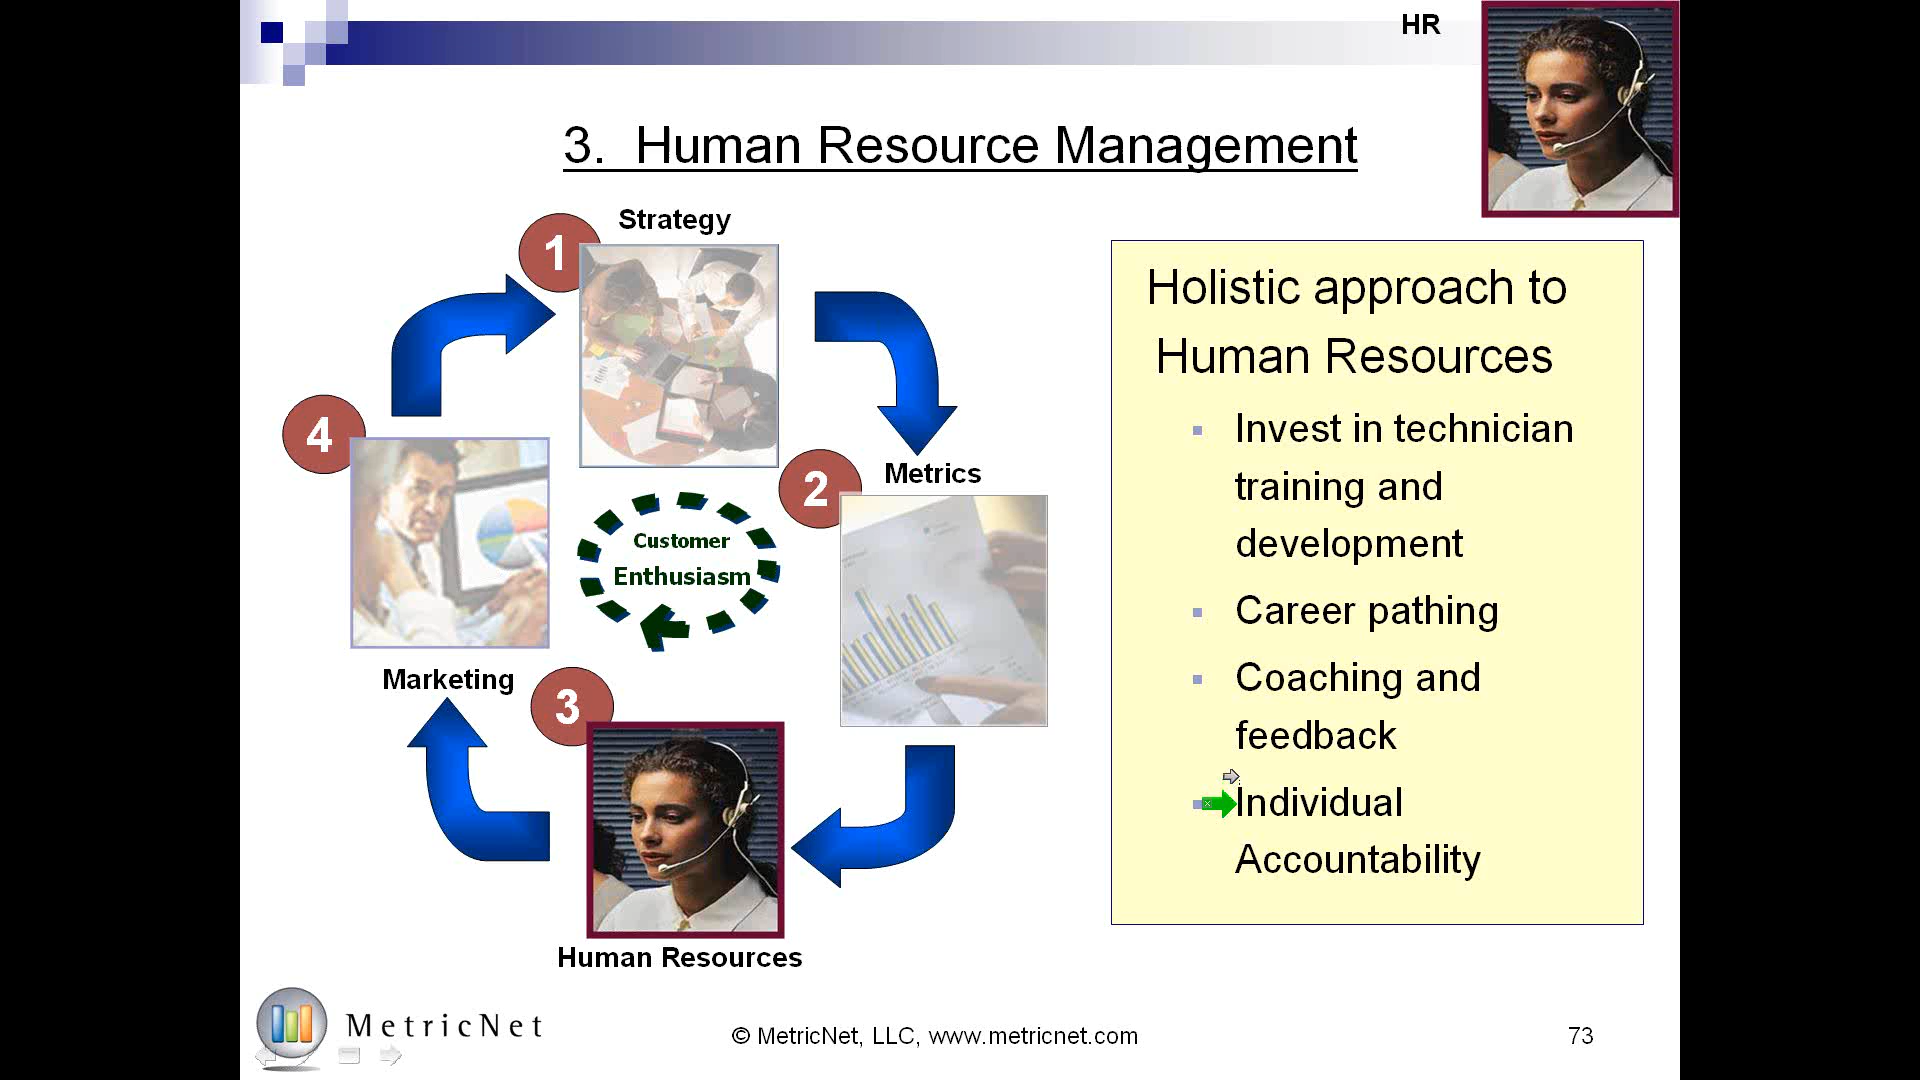 HR
3. Human Resource Management
1
Strategy
4
2
Metrics
Customer
Enthusiasm
Marketing
3
Human Resources
Holistic approach to
Human Resources
Invest in technician
training and
development
Career pathing
Coaching and
feedback
Individual
Accountability
MetricNet
© MetricNet, LLC, www.metricnet.com
73